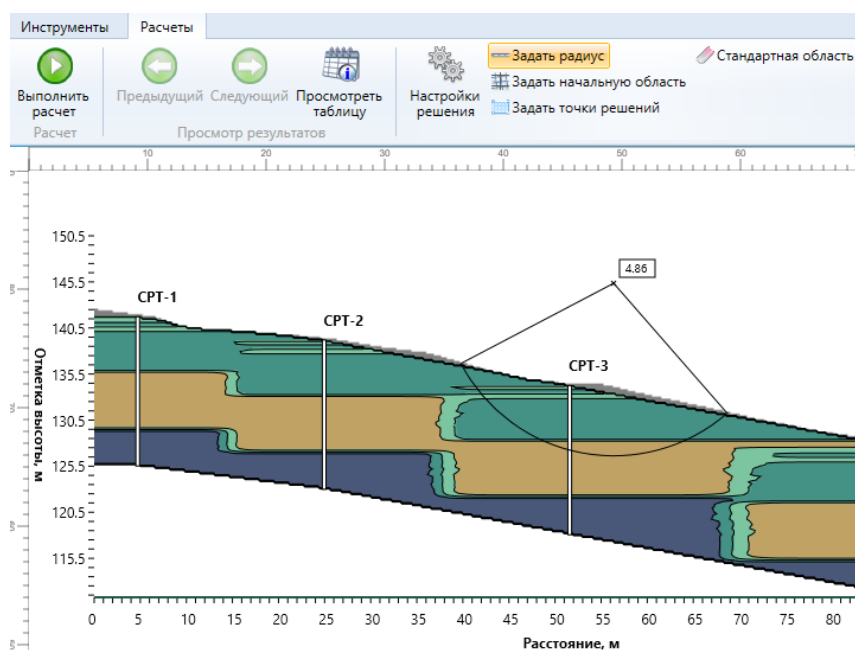 Инструменты Расчеты
Выполнить расчет
Предыдущий
Следующий
Просмотреть таблицу
Настройки решения
Задать радиус
Задать начальную область
Задать точки решений
Стандартная область
Расчет
Просмотр результатов
10 20 30 40 50 60
150.5
145.5
140.5
135.5
130.5
125.5
120.5
115.5
Отметка высоты, м
CPT-1
CPT-2
CPT-3
4.86
0 5 10 15 20 25 30 35 40 45 50 55 60 65 70 75 80
Расстояние, м